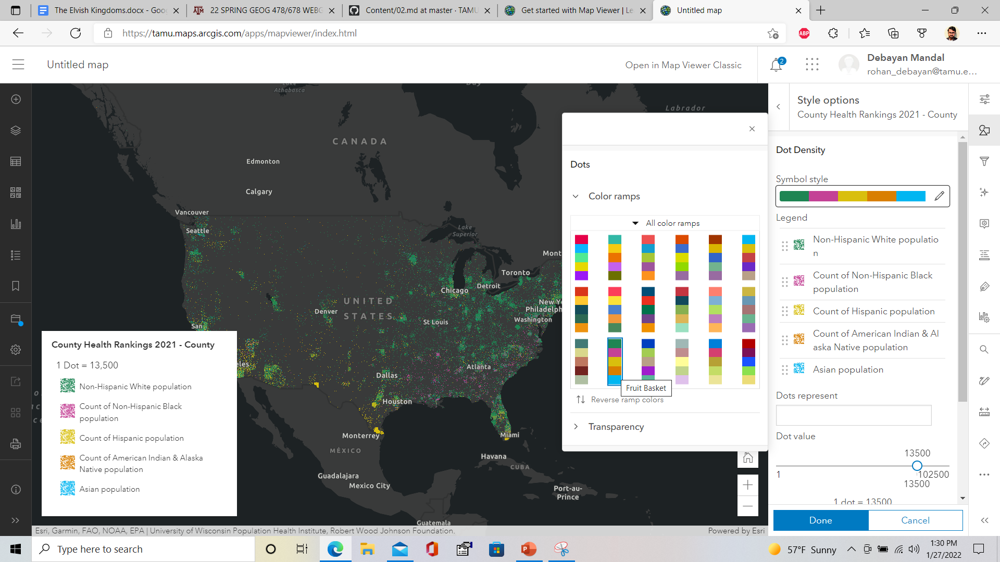 The Elvish Kingdoms.docx - Goo
22 SPRING GEOG 478/678 WEBG
Content/02.md at master · TAMU
Get started with Map Viewer | Le
Untitled map
https://tamu.maps.arcgis.com/apps/mapviewer/index.html
ABP
Untitled map
Open in Map Viewer Classic
2
Debayan Mandal
rohan_debayan@tamu.e...
Lake
Athabasca
Labrador
CANADA
Edmonton
Calgary
Vancouver
Seattle
Lake
Superior
Mont
Toronto
Detroit
Chicago
UNITED
STATES
New Yo
Philadelph
Washington
Denver
St Louis
San
eles
Atlanta
Dallas
Houston
Monterrey
MÉXICO
Miami
Havana
CUBA
Guadalajara
Mexico City
Port-au-
Prince
Guatemala
County Health Rankings 2021 - County
1 Dot = 13,500
Non-Hispanic White population
Count of Non-Hispanic Black
population
Count of Hispanic population
Count of American Indian & Alaska
Native population
Asian population
Esri, Garmin, FAO, NOAA, EPA | University of Wisconsin Population Health Institute, Robert Wood Johnson Foundation.
Powered by Esri
Dots
Color ramps
All color ramps
Fruit Basket
Reverse ramp colors
Transparency
Style options
County Health Rankings 2021 - County
Dot Density
Symbol style
Legend
Non-Hispanic White populatio
n
Count of Non-Hispanic Black
population
Count of Hispanic population
Count of American Indian & Al
aska Native population
Asian population
Dots represent
Dot value
13500
1
102500
13500
1 dot = 13500
Done
Cancel
Type here to search
57°F Sunny
1:30 PM
1/27/2022